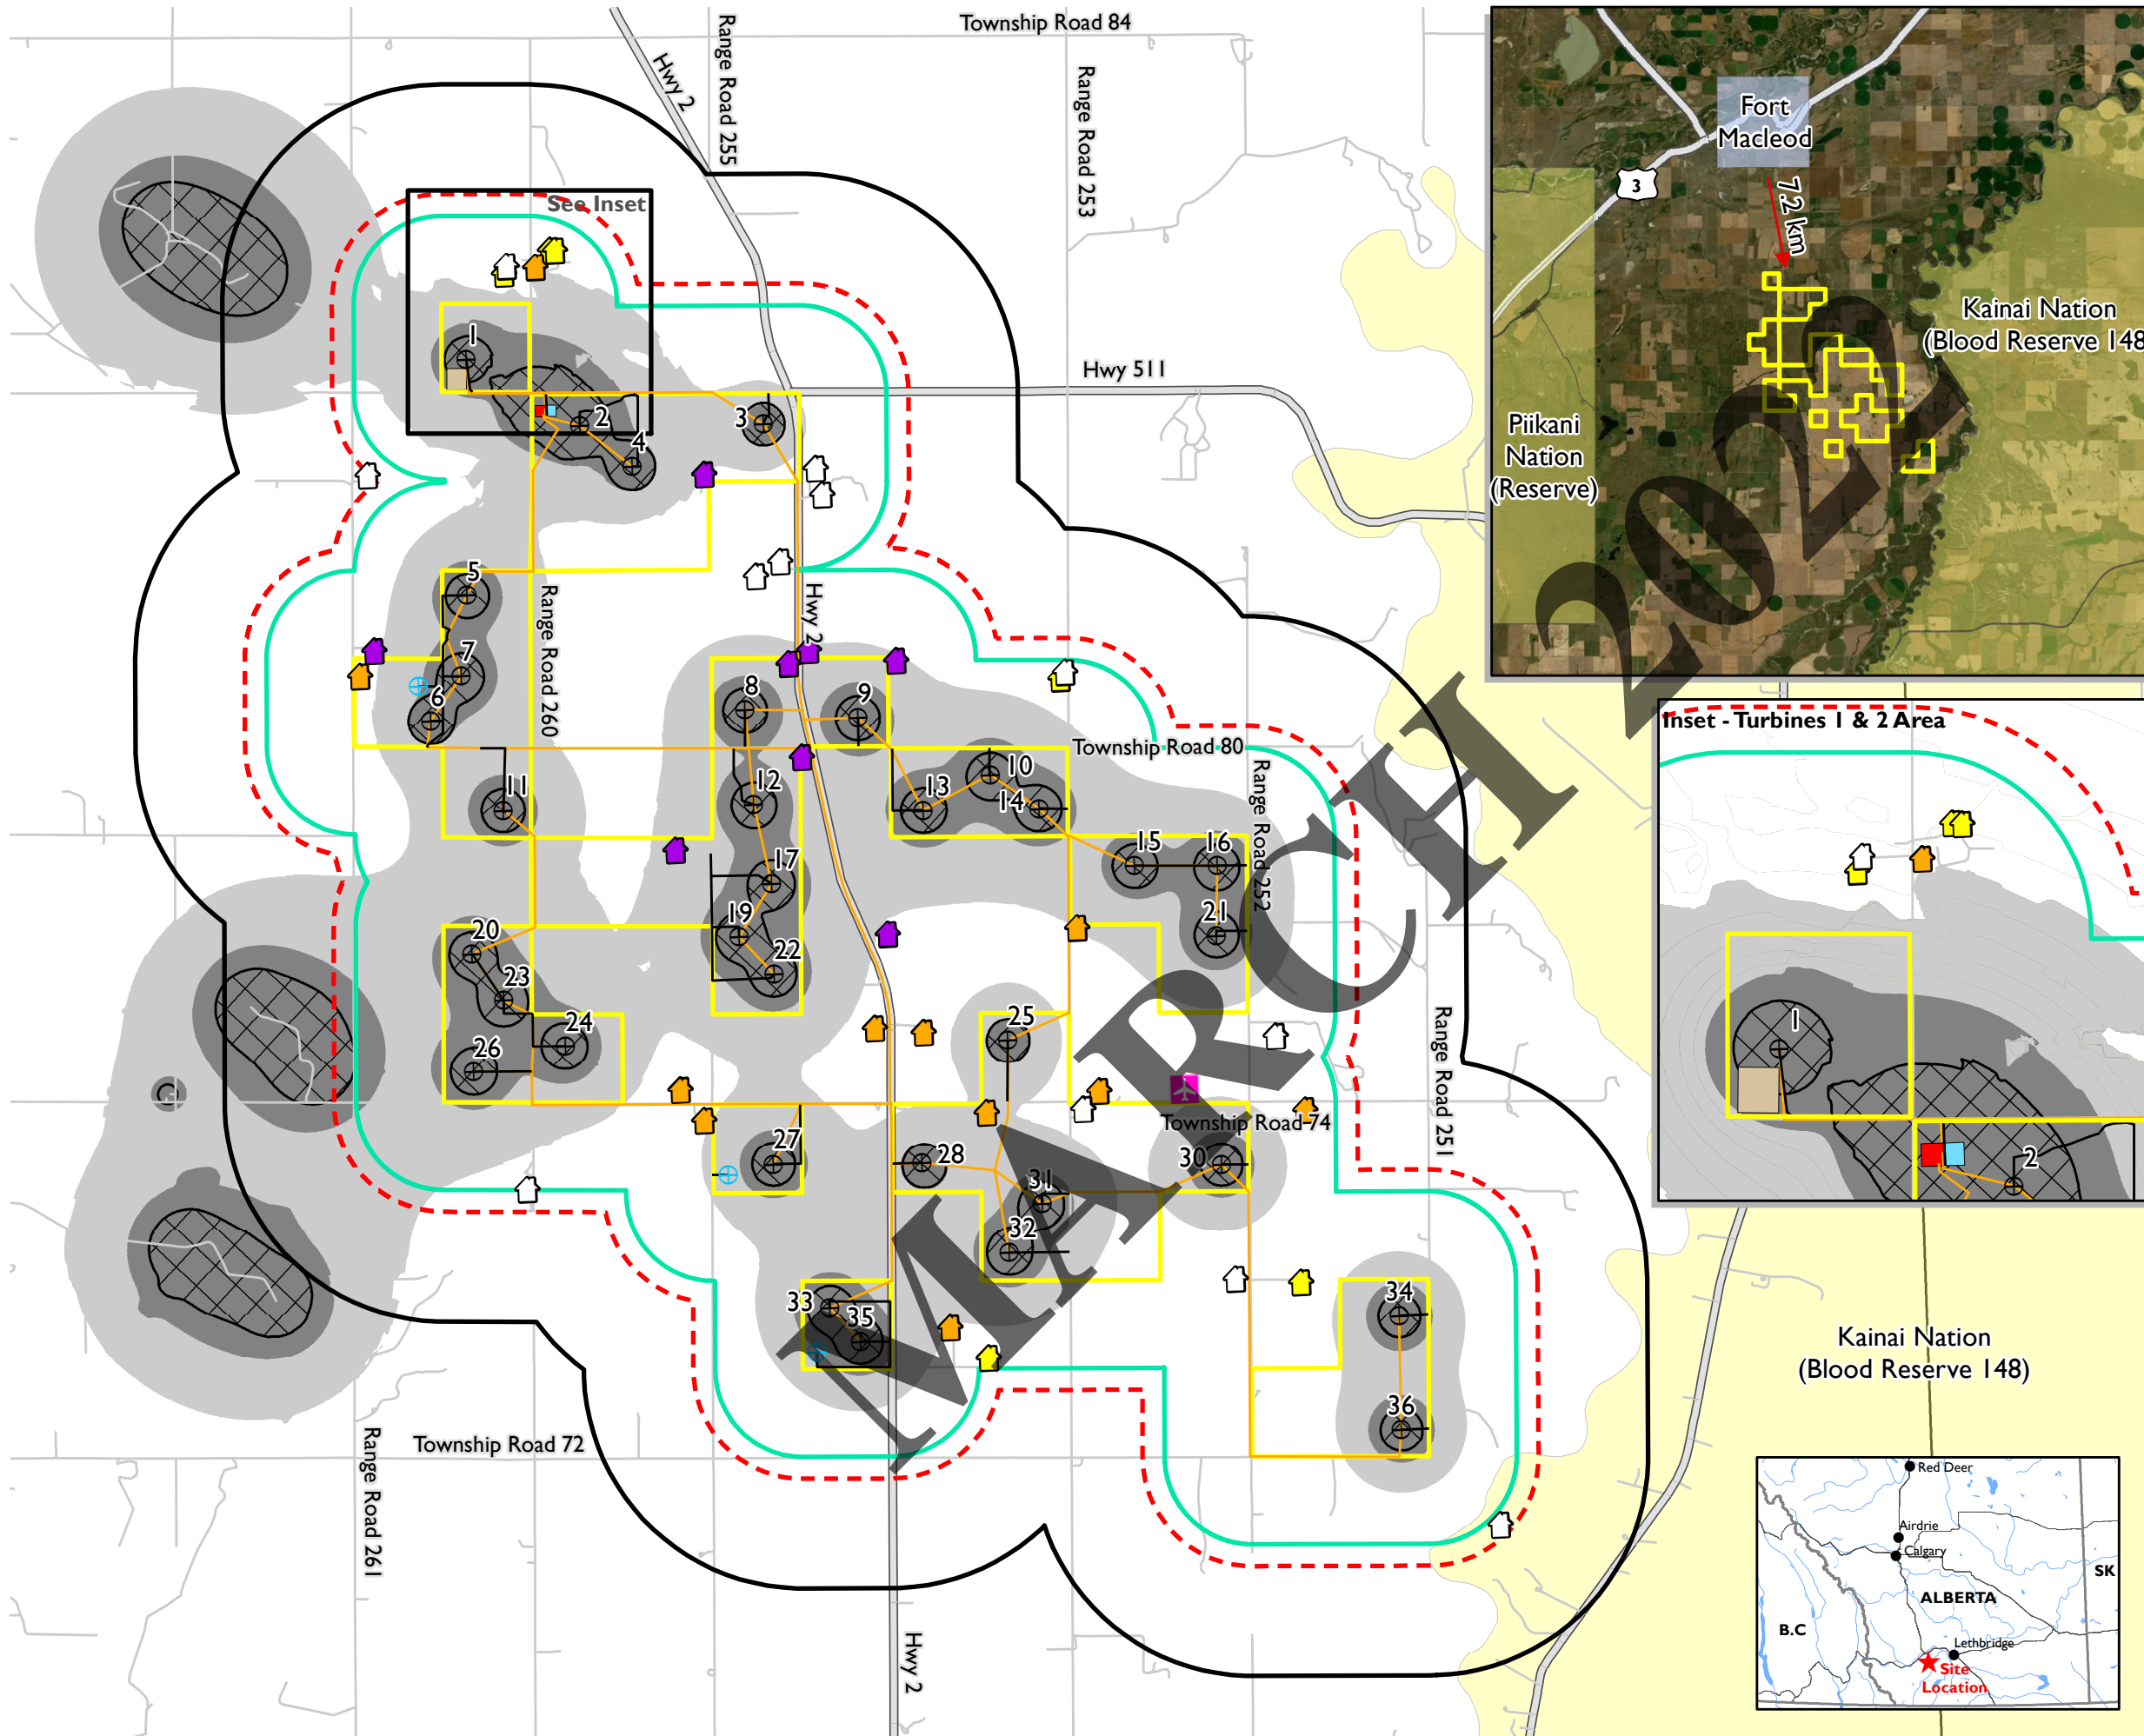 Township Road 84
Range Road 255
Hwy 2
Range Road 253
See Inset
Hwy 511
1
2
3
4
5
Range Road 260
Hwy 2
7
6
8
9
Township Road 80
10
11
12
13
14
Range Road 252
15
16
17
19
20
21
22
23
24
25
26
Range Road 251
Township Road 74
27
28
30
31
32
33
34
35
36
Township Road 72
Range Road 261
Hwy 2
Fort
Macleod
3
7.2 km
Kainai Nation
(Blood Reserve 148
Piikani
Nation
(Reserve)
Inset - Turbines 1 & 2 Area
1
2
Kainai Nation
(Blood Reserve 148)
Red Deer
Airdrie
Calgary
SK
ALBERTA
B.C
Lethbridge
Site
Location
MARCH 2021